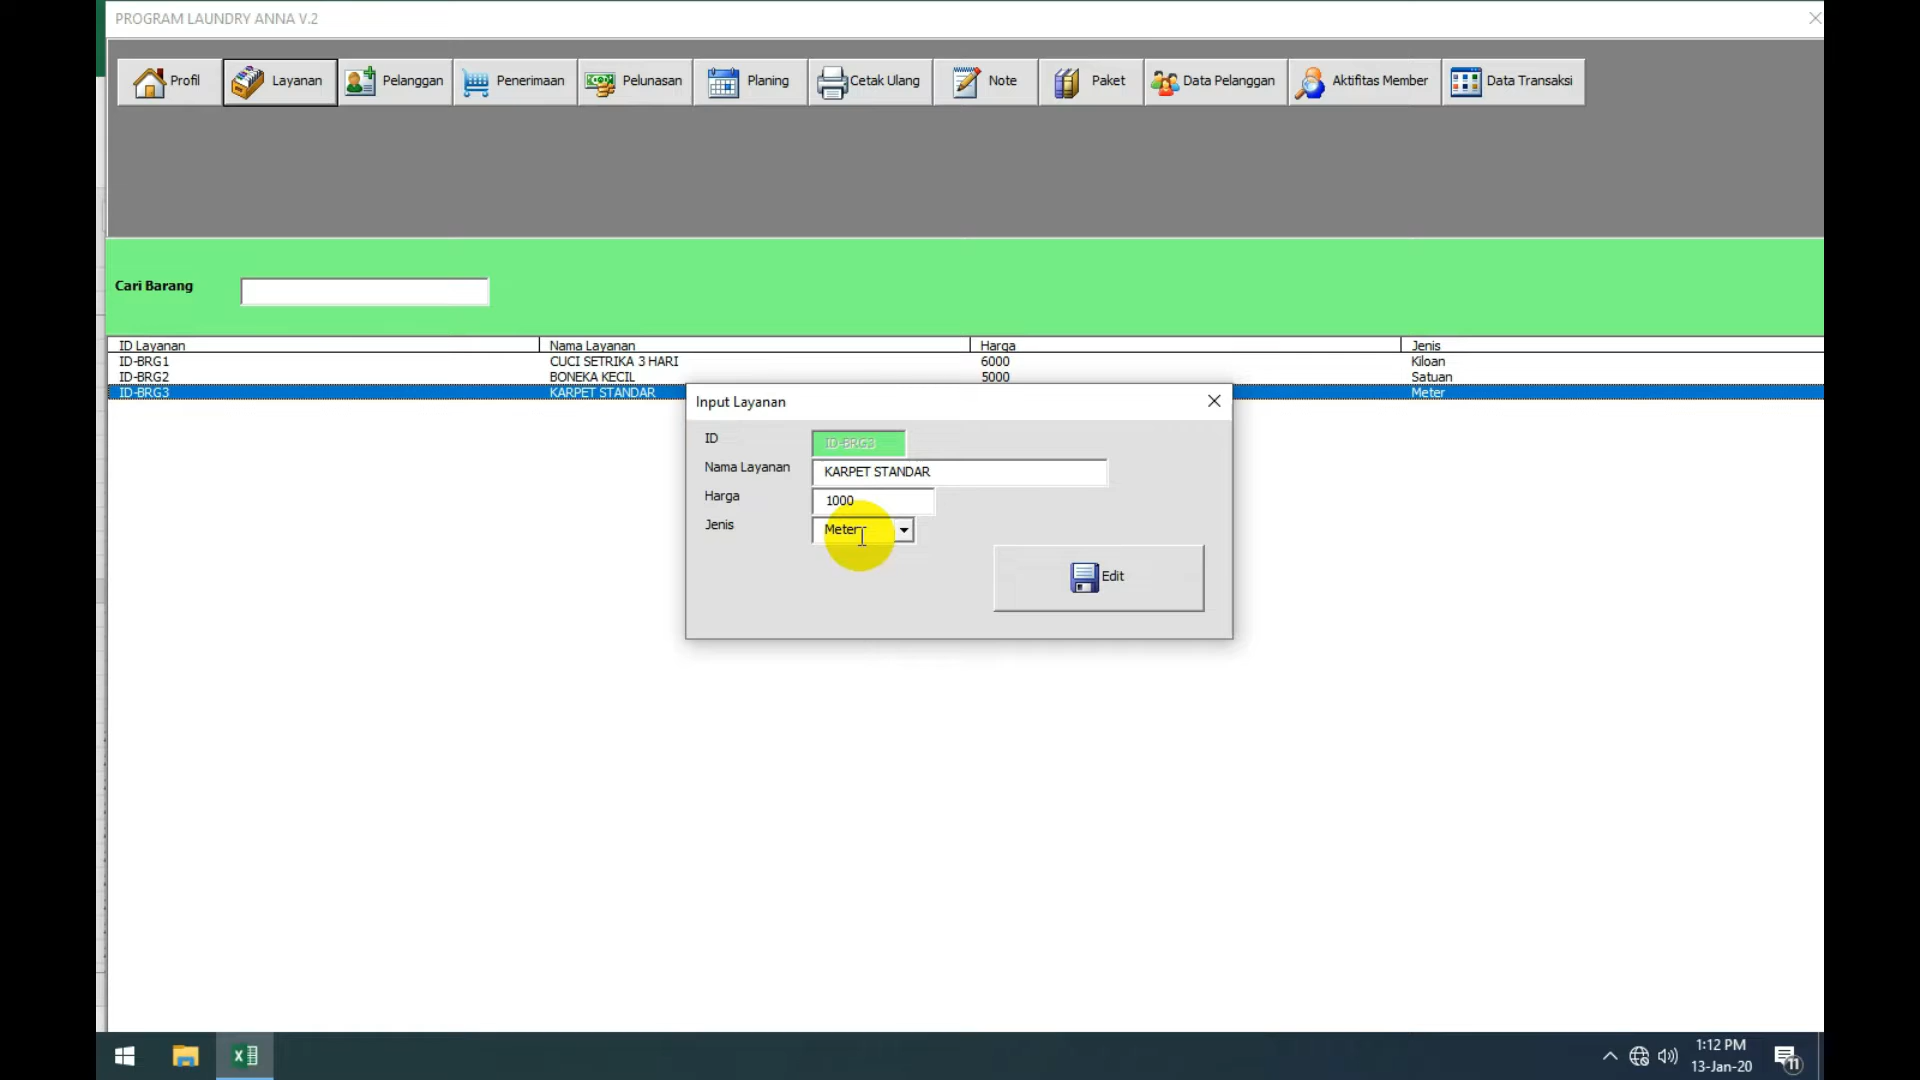 PROGRAM LAUNDRY ANNA V.2
Profil Layanan Pelanggan Penerimaan Pelunasan Planing Cetak Ulang Note Paket Data Pelanggan Aktifitas Member Data Transaksi
Cari Barang
ID Layanan Nama Layanan Harga Jenis
ID-BRG1 CUCI SETRIKA 3 HARI 6000 Kiloan
ID-BRG2 BONEKA KECIL 5000 Satuan
ID-BRG3 KARPET STANDAR Meter
Input Layanan
ID ID-BRG3
Nama Layanan KARPET STANDAR
Harga 1000
Jenis Meter
Edit
1:12 PM
13-Jan-20
11